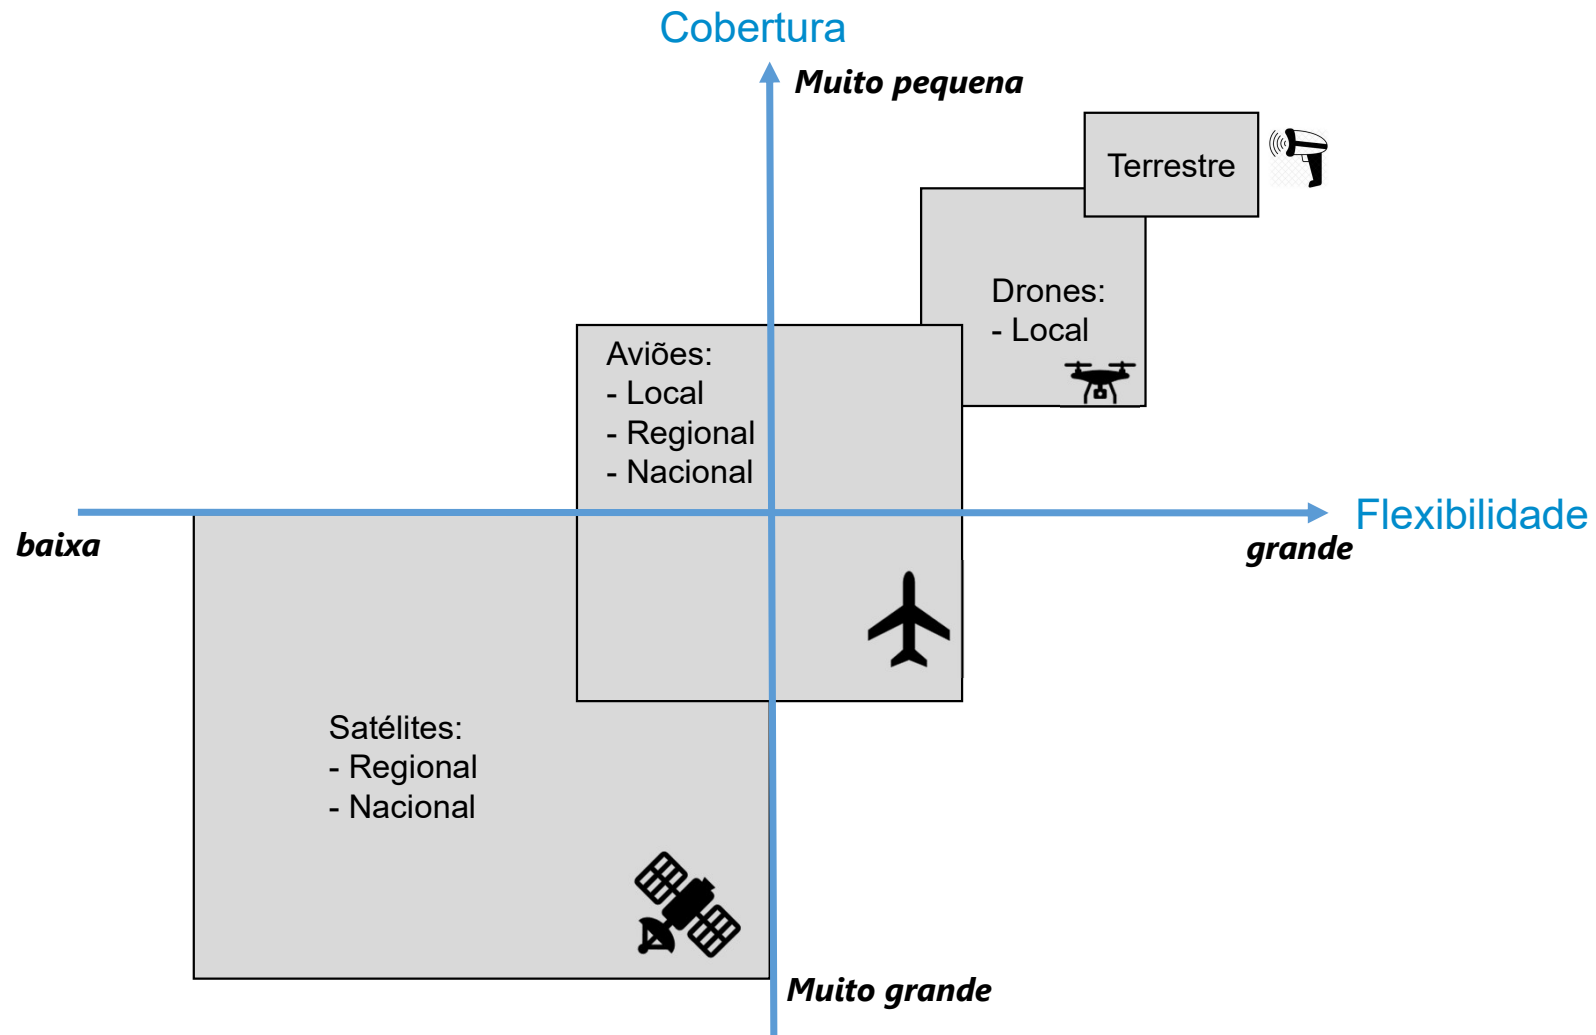 Cobertura
Muito pequena
Terrestre
Drones:
- Local
Aviões:
- Local
- Regional
- Nacional
Flexibilidade
baixa
grande
Satélites:
- Regional
- Nacional
Muito grande